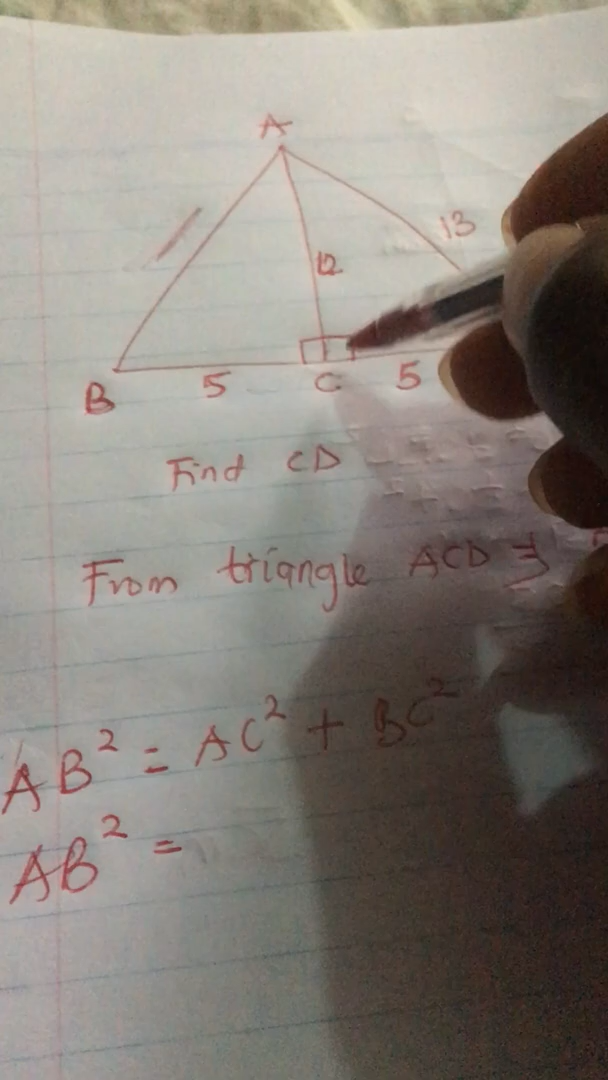 A
13
12
B 5 C 5
Find CD
From triangle ACD
AB² = AC² + BC²
AB² =